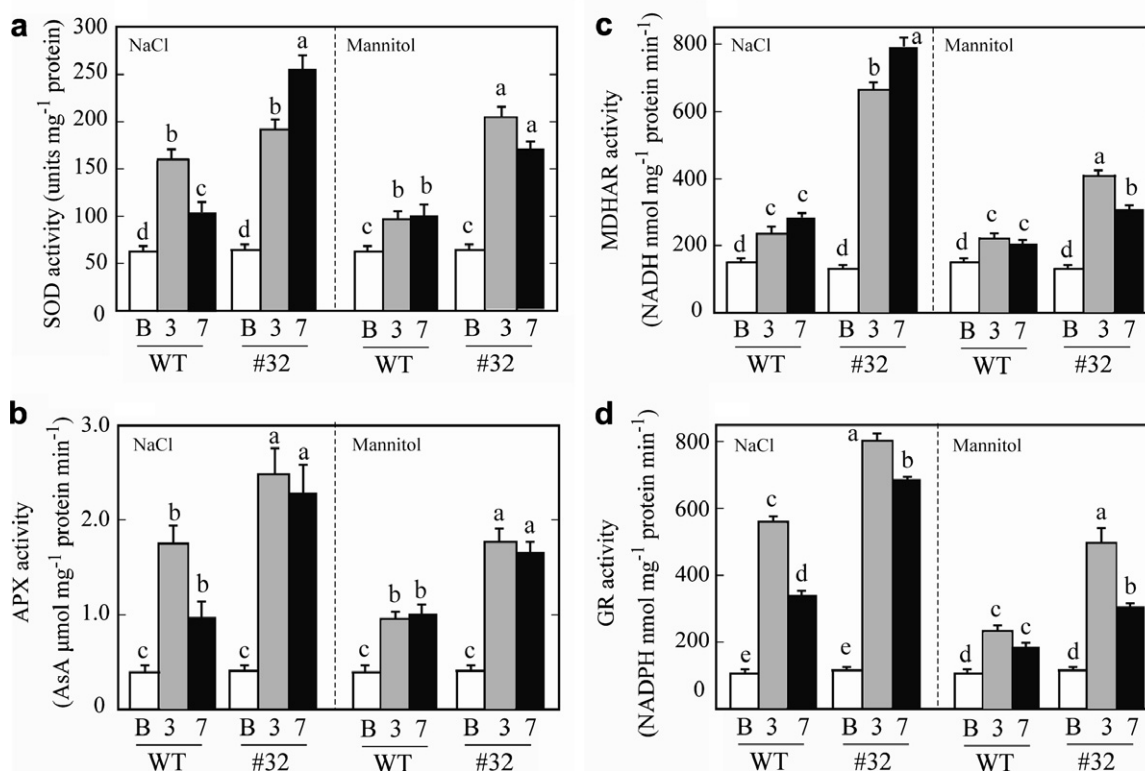 a
SOD activity (units mg⁻¹ protein)
300
250
200
150
100
50
0
NaCl
Mannitol
d b c d b a c b b c a a
B 3 7 B 3 7 B 3 7 B 3 7
WT #32 WT #32
c
MDHAR activity
(NADH nmol mg⁻¹ protein min⁻¹)
800
600
400
200
0
NaCl
Mannitol
d c c d b a d c c d a b
B 3 7 B 3 7 B 3 7 B 3 7
WT #32 WT #32
b
APX activity
(AsA µmol mg⁻¹ protein min⁻¹)
3.0
2.0
1.0
0
NaCl
Mannitol
c b b c a a c b b c a a
B 3 7 B 3 7 B 3 7 B 3 7
WT #32 WT #32
d
GR activity
(NADPH nmol mg⁻¹ protein min⁻¹)
800
600
400
200
0
NaCl
Mannitol
e c d e a b d c c d a b
B 3 7 B 3 7 B 3 7 B 3 7
WT #32 WT #32